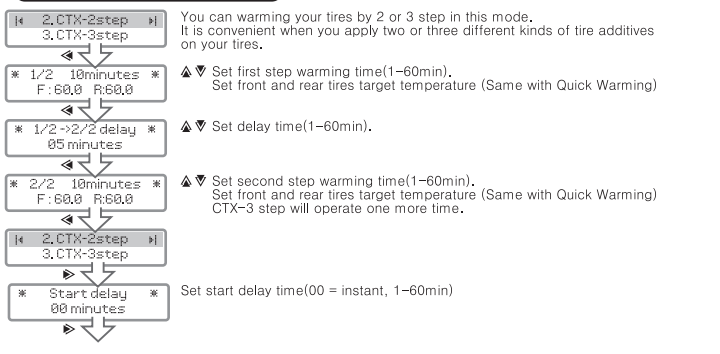 2.CTX-2step
3.CTX-3step
You can warming your tires by 2 or 3 step in this mode.
It is convenient when you apply two or three different kinds of tire additives
on your tires.
* 1/2 10minutes *
F:60.0 R:60.0
Set first step warming time(1-60min).
Set front and rear tires target temperature (Same with Quick Warming)
* 1/2->2/2 delay *
05 minutes
Set delay time(1-60min).
* 2/2 10minutes *
F:60.0 R:60.0
Set second step warming time(1-60min).
Set front and rear tires target temperature (Same with Quick Warming)
CTX-3 step will operate one more time.
2.CTX-2step
3.CTX-3step
* Start delay *
00 minutes
Set start delay time(00 = instant, 1-60min)